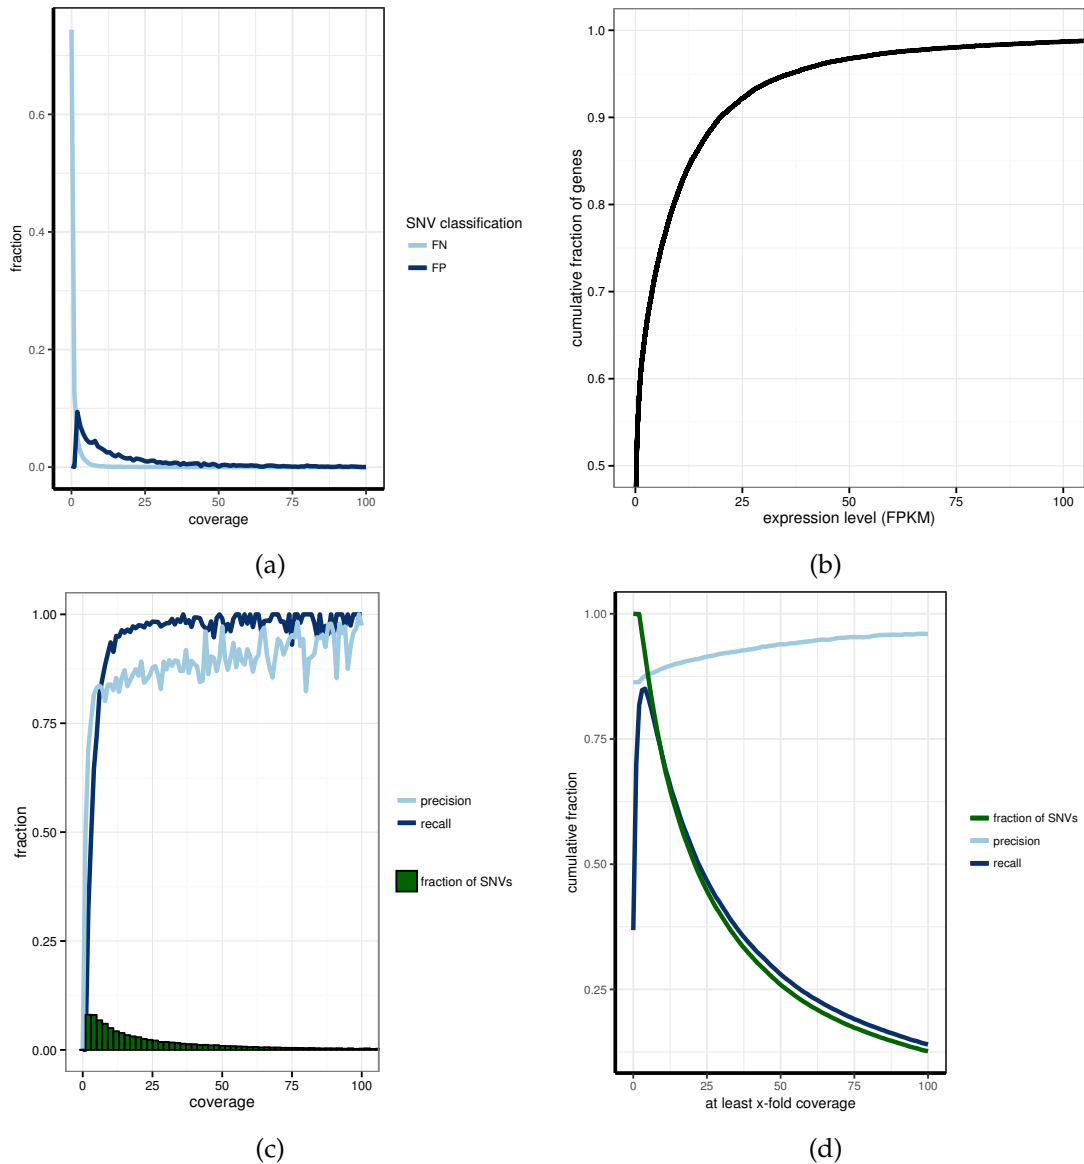 0.6
0.4
0.2
0.0
fraction
0 25 50 75 100
coverage
SNV classification
FN
FP
(a)
1.0
0.9
0.8
0.7
0.6
0.5
cumulative fraction of genes
0 25 50 75 100
expression level (FPKM)
(b)
1.00
0.75
0.50
0.25
0.00
fraction
0 25 50 75 100
coverage
precision
recall
fraction of SNVs
(c)
1.00
0.75
0.50
0.25
cumulative fraction
0 25 50 75 100
at least x-fold coverage
fraction of SNVs
precision
recall
(d)